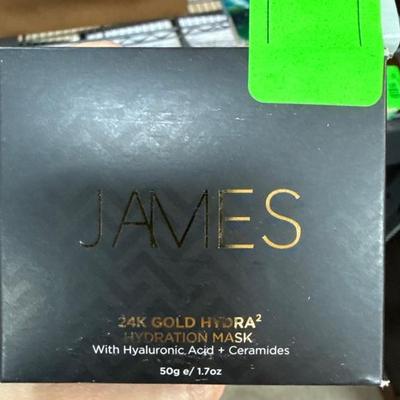 JAMES
24K GOLD HYDRA²
HYDRATION MASK
With Hyaluronic Acid + Ceramides
50g e/ 1.7oz